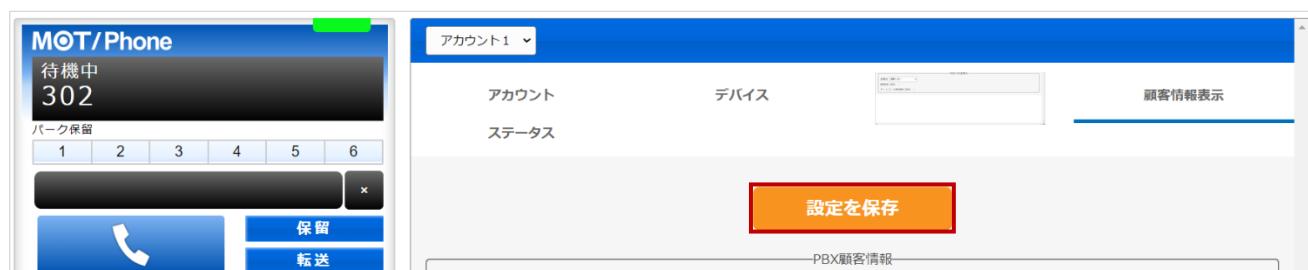 MOT/Phone
待機中
302
パーク保留
1 2 3 4 5 6
×
保留
転送
アカウント1
アカウント
デバイス
顧客情報表示
ステータス
設定を保存
PBX顧客情報